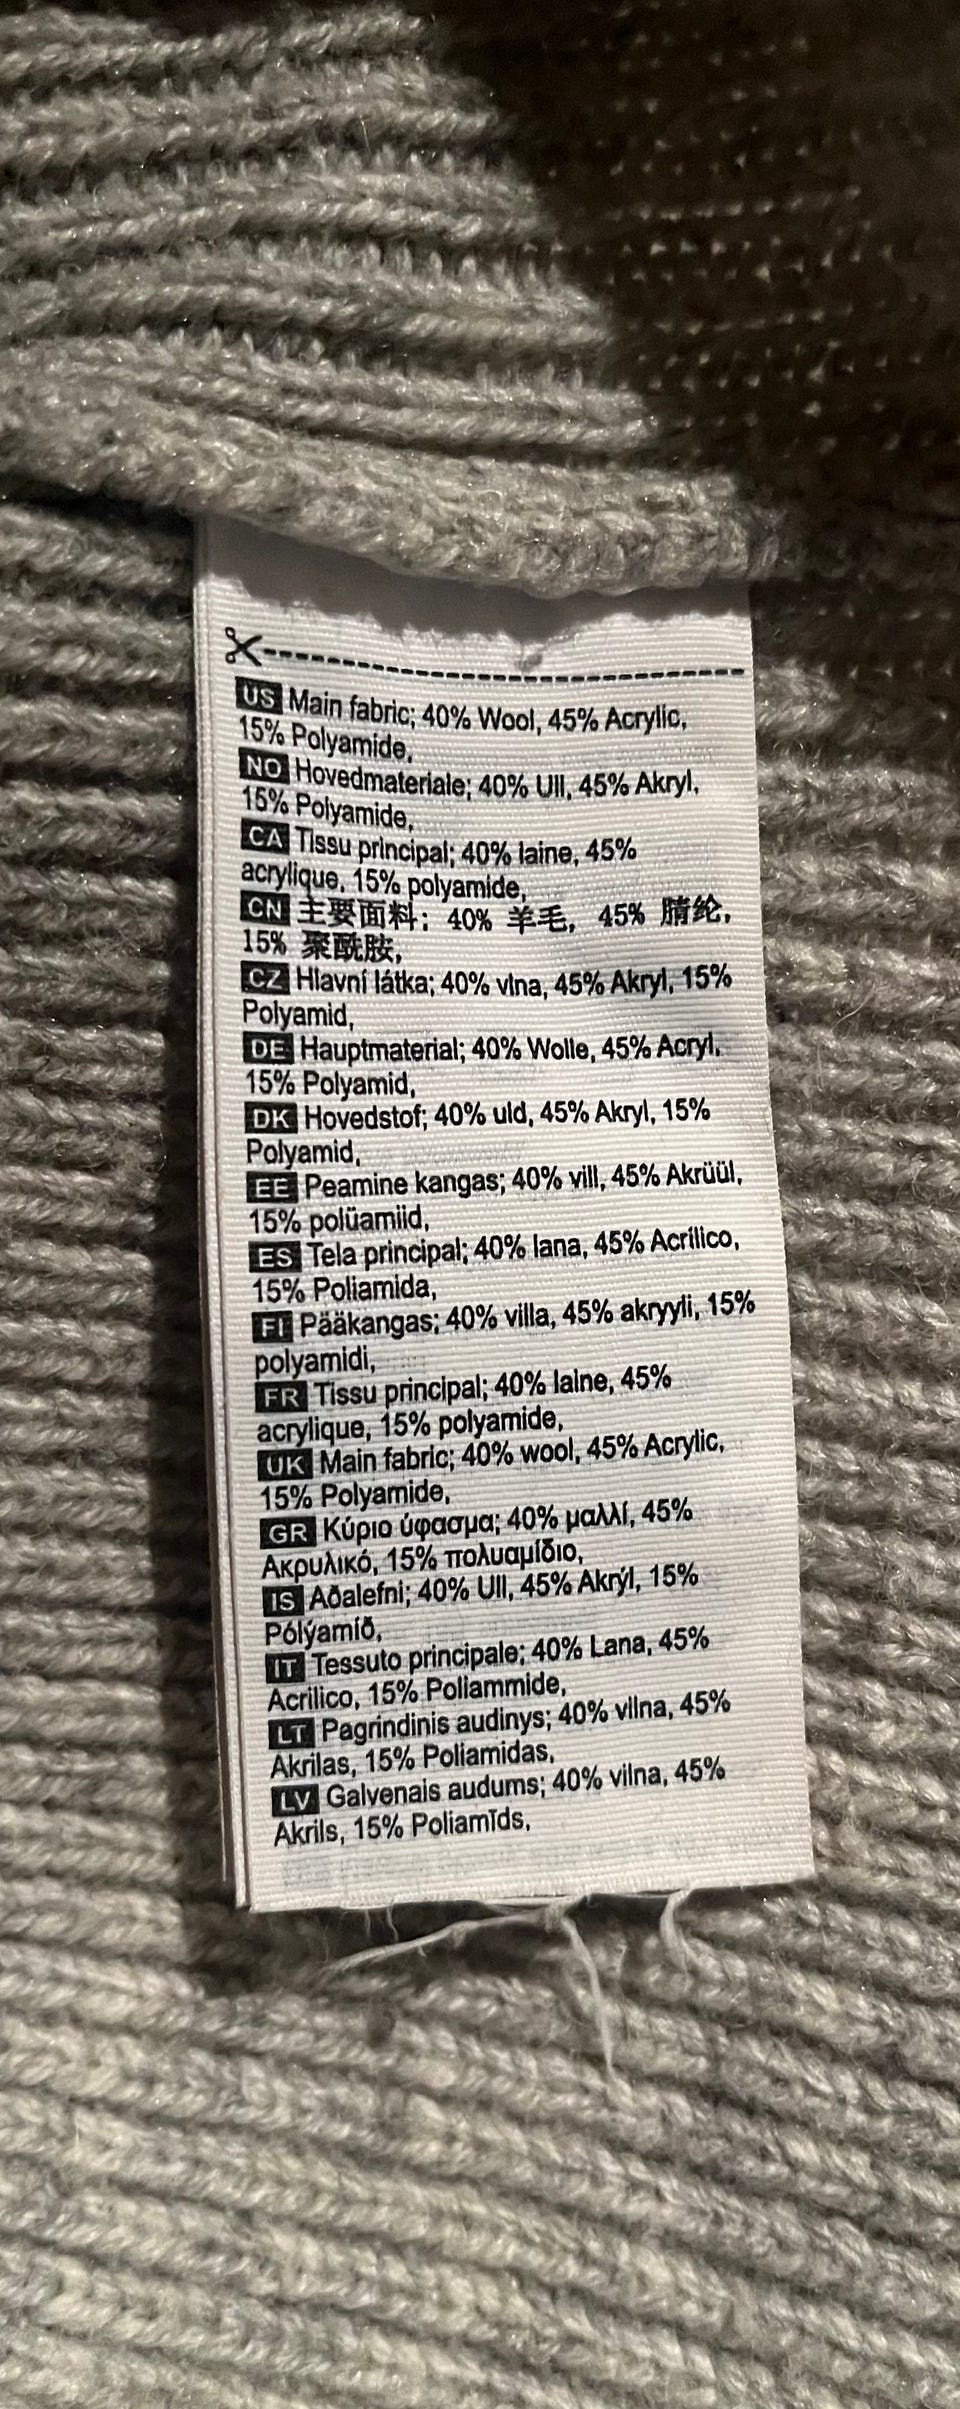 US Main fabric; 40% Wool, 45% Acrylic,
15% Polyamide,
NO Hovedmateriale; 40% Ull, 45% Akryl,
15% Polyamide,
CA Tissu principal; 40% laine, 45%
acrylique, 15% polyamide,
CN 主要面料; 40% 羊毛, 45% 腈纶,
15% 聚酰胺,
CZ Hlavní látka; 40% vlna, 45% Akryl, 15%
Polyamid,
DE Hauptmaterial; 40% Wolle, 45% Acryl,
15% Polyamid,
DK Hovedstof; 40% uld, 45% Akryl, 15%
Polyamid,
EE Peamine kangas; 40% vill, 45% Akrüül,
15% polüamiid,
ES Tela principal; 40% lana, 45% Acrílico,
15% Poliamida,
FI Pääkangas; 40% villa, 45% akryyli, 15%
polyamidi,
FR Tissu principal; 40% laine, 45%
acrylique, 15% polyamide,
UK Main fabric; 40% wool, 45% Acrylic,
15% Polyamide,
GR Κύριο ύφασμα; 40% μαλλί, 45%
Ακρυλικό, 15% πολυαμίδιο,
IS Aðalefni; 40% Ull, 45% Akrýl, 15%
Pólýamíð,
IT Tessuto principale; 40% Lana, 45%
Acrilico, 15% Poliammide,
LT Pagrindinis audinys; 40% vilna, 45%
Akrilas, 15% Poliamidas,
LV Galvenais audums; 40% vilna, 45%
Akrils, 15% Poliamīds,